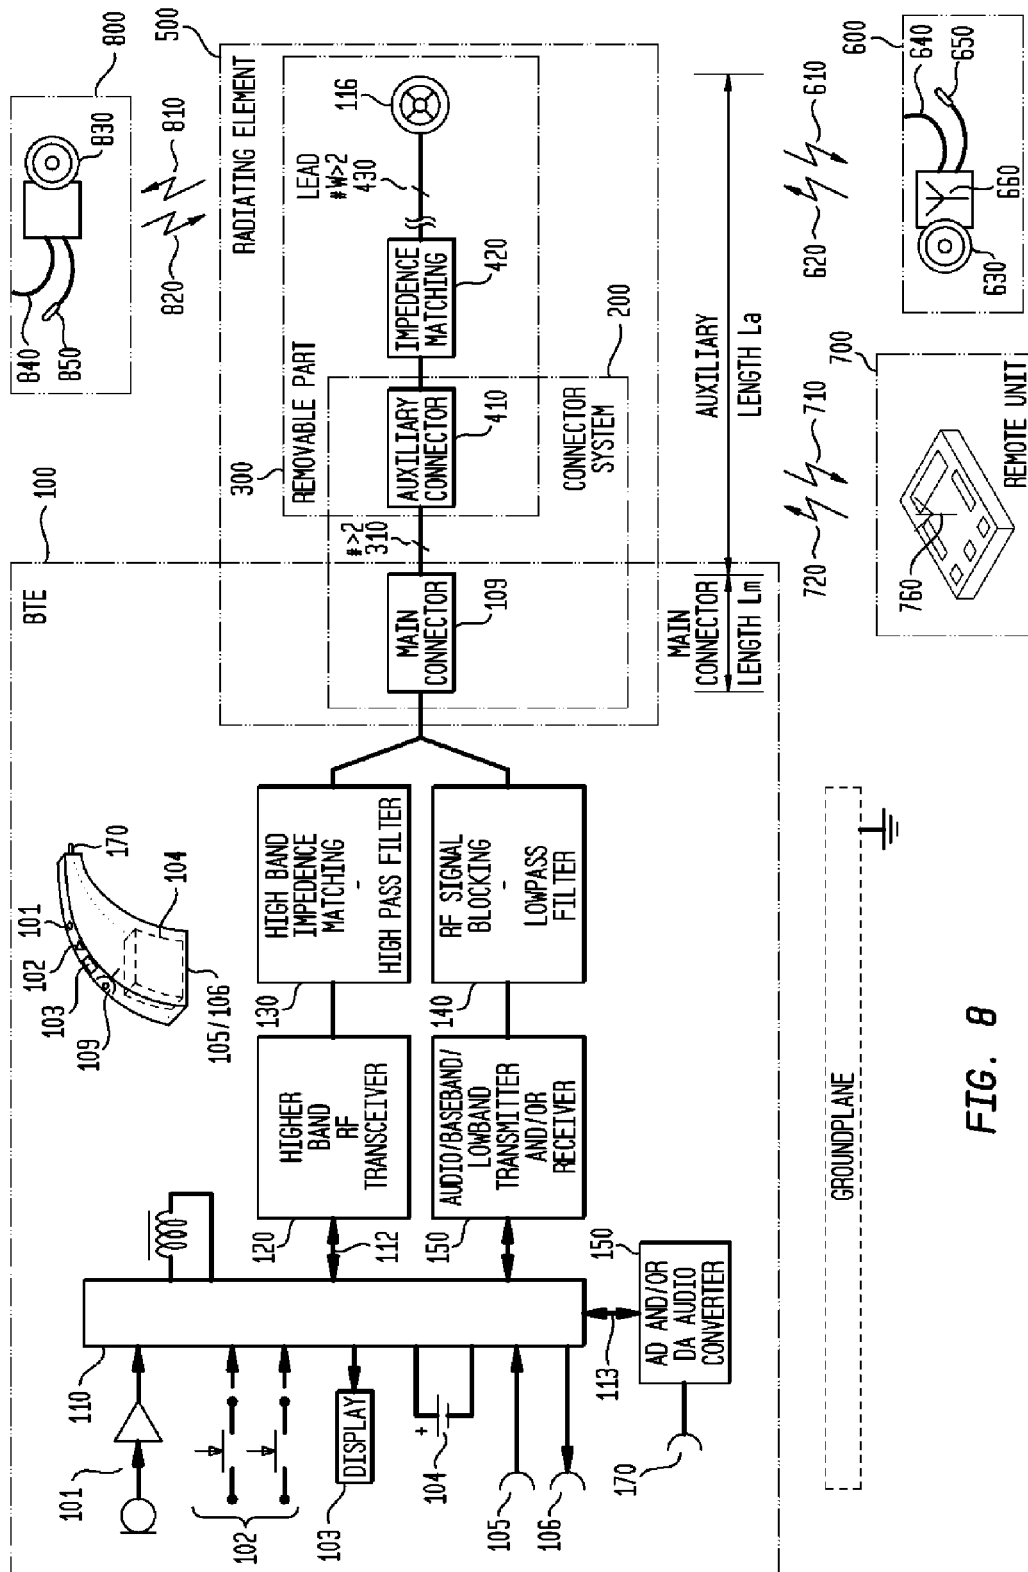 BTE
100
101
102
103
109
104
170
105/106
110
101
102
DISPLAY
103
+
104
105
106
170
113
AD AND/OR
DA AUDIO
CONVERTER
150
112
HIGHER
BAND
RF
TRANSCEIVER
120
AUDIO/BASEBAND/
LOWBAND
TRANSMITTER
AND/OR
RECEIVER
150
HIGH BAND
IMPEDENCE
MATCHING
-
HIGH PASS FILTER
130
RF SIGNAL
BLOCKING
-
LOWPASS
FILTER
140
MAIN
CONNECTOR
109
#>2
310
300
REMOVABLE PART
AUXILIARY
CONNECTOR
410
CONNECTOR
SYSTEM
200
IMPEDENCE
MATCHING
420
LEAD
#W>2
430
116
RADIATING ELEMENT
500
800
830
840
850
810
820
MAIN
CONNECTOR
LENGTH Lm
AUXILIARY
LENGTH La
700
720
710
760
REMOTE UNIT
620
610
600
640
650
660
630
GROUNDPLANE
FIG. 8